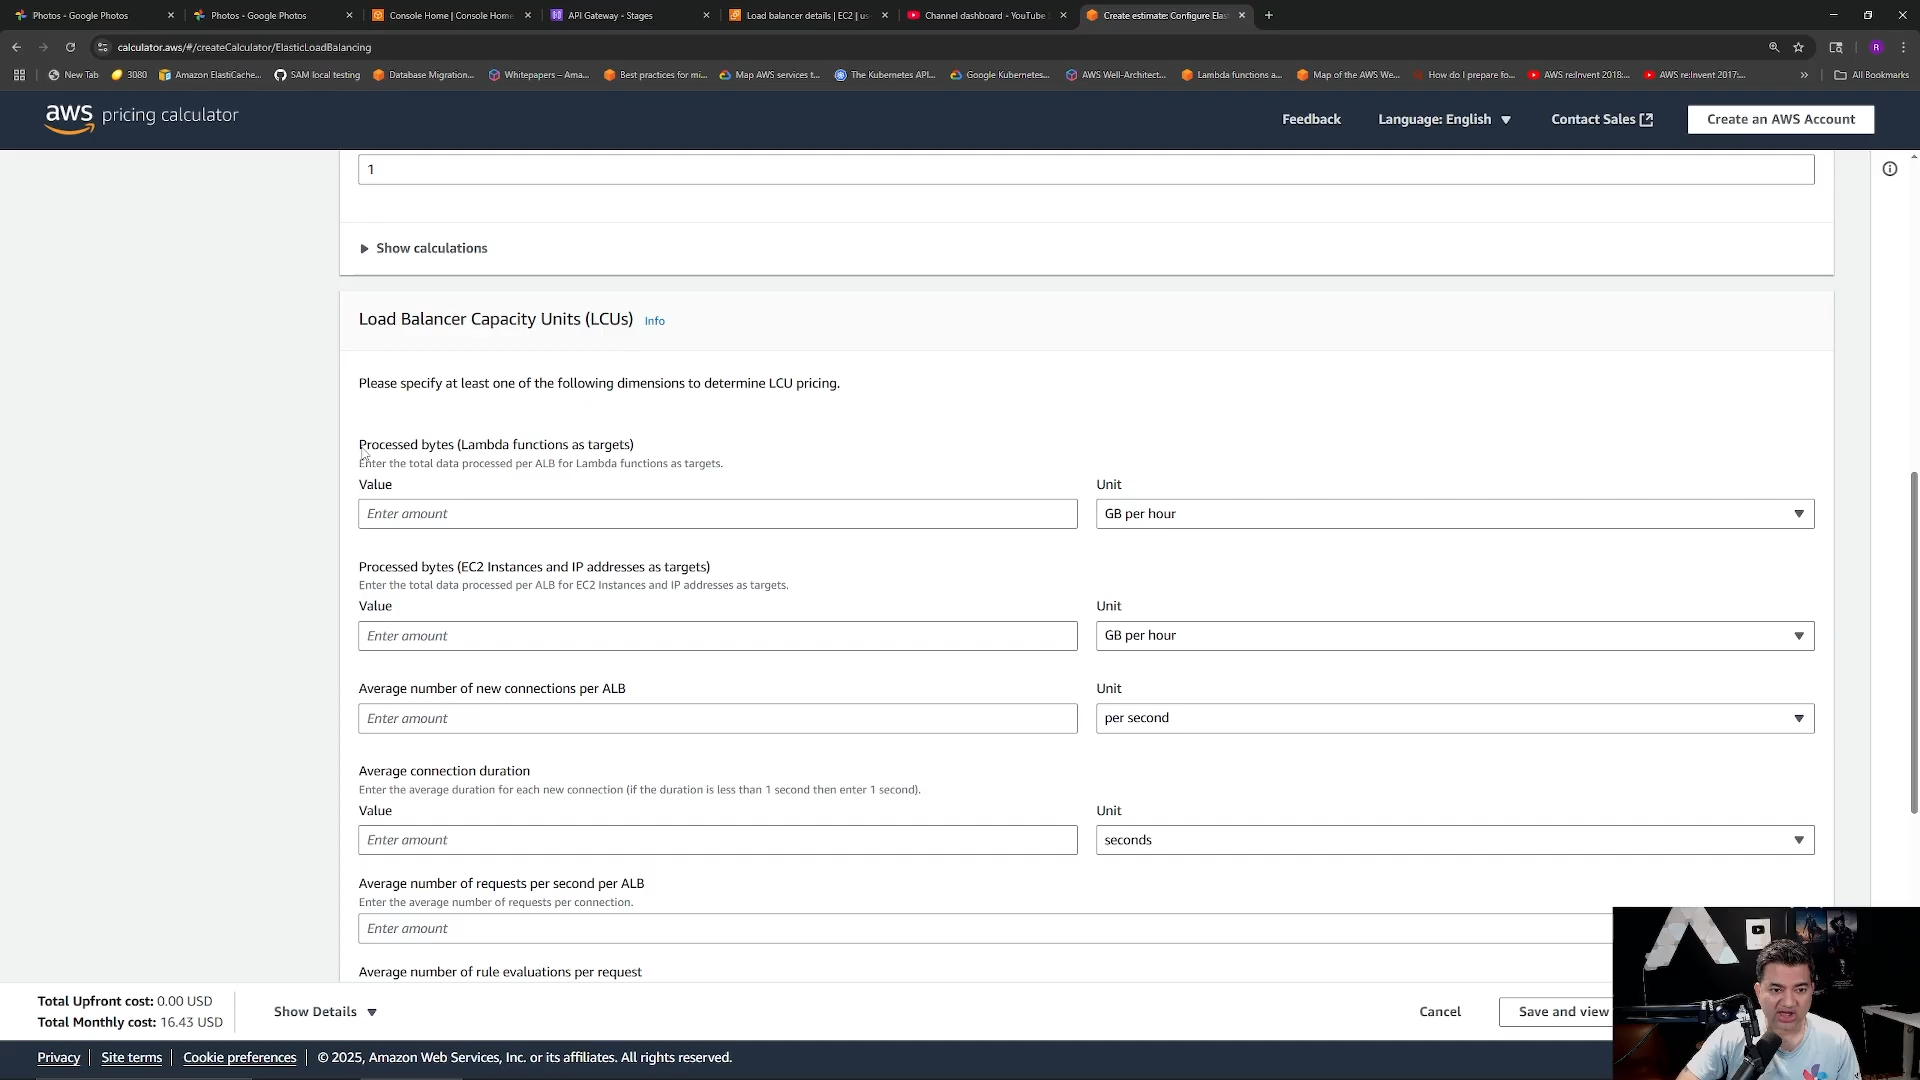 Photos - Google Photos
Photos - Google Photos
Console Home | Console Home
API Gateway - Stages
Load balancer details | EC2 | us-
Channel dashboard - YouTube
Create estimate: Configure Elas
calculator.aws/#/createCalculator/ElasticLoadBalancing
R
New Tab
3080
Amazon ElastiCache...
SAM local testing
Database Migration...
Whitepapers – Ama...
Best practices for mi...
Map AWS services t...
The Kubernetes API...
Google Kubernetes...
AWS Well-Architect...
Lambda functions a...
Map of the AWS We...
How do I prepare fo...
AWS re:Invent 2018:...
AWS re:Invent 2017:...
All Bookmarks
aws pricing calculator
Feedback
Language: English
Contact Sales
Create an AWS Account
1
Show calculations
Load Balancer Capacity Units (LCUs) Info
Please specify at least one of the following dimensions to determine LCU pricing.
Processed bytes (Lambda functions as targets)
Enter the total data processed per ALB for Lambda functions as targets.
Value
Unit
Enter amount
GB per hour
Processed bytes (EC2 Instances and IP addresses as targets)
Enter the total data processed per ALB for EC2 Instances and IP addresses as targets.
Value
Unit
Enter amount
GB per hour
Average number of new connections per ALB
Unit
Enter amount
per second
Average connection duration
Enter the average duration for each new connection (if the duration is less than 1 second then enter 1 second).
Value
Unit
Enter amount
seconds
Average number of requests per second per ALB
Enter the average number of requests per connection.
Enter amount
Average number of rule evaluations per request
Total Upfront cost: 0.00 USD
Total Monthly cost: 16.43 USD
Show Details
Cancel
Save and view
Privacy
Site terms
Cookie preferences
© 2025, Amazon Web Services, Inc. or its affiliates. All rights reserved.